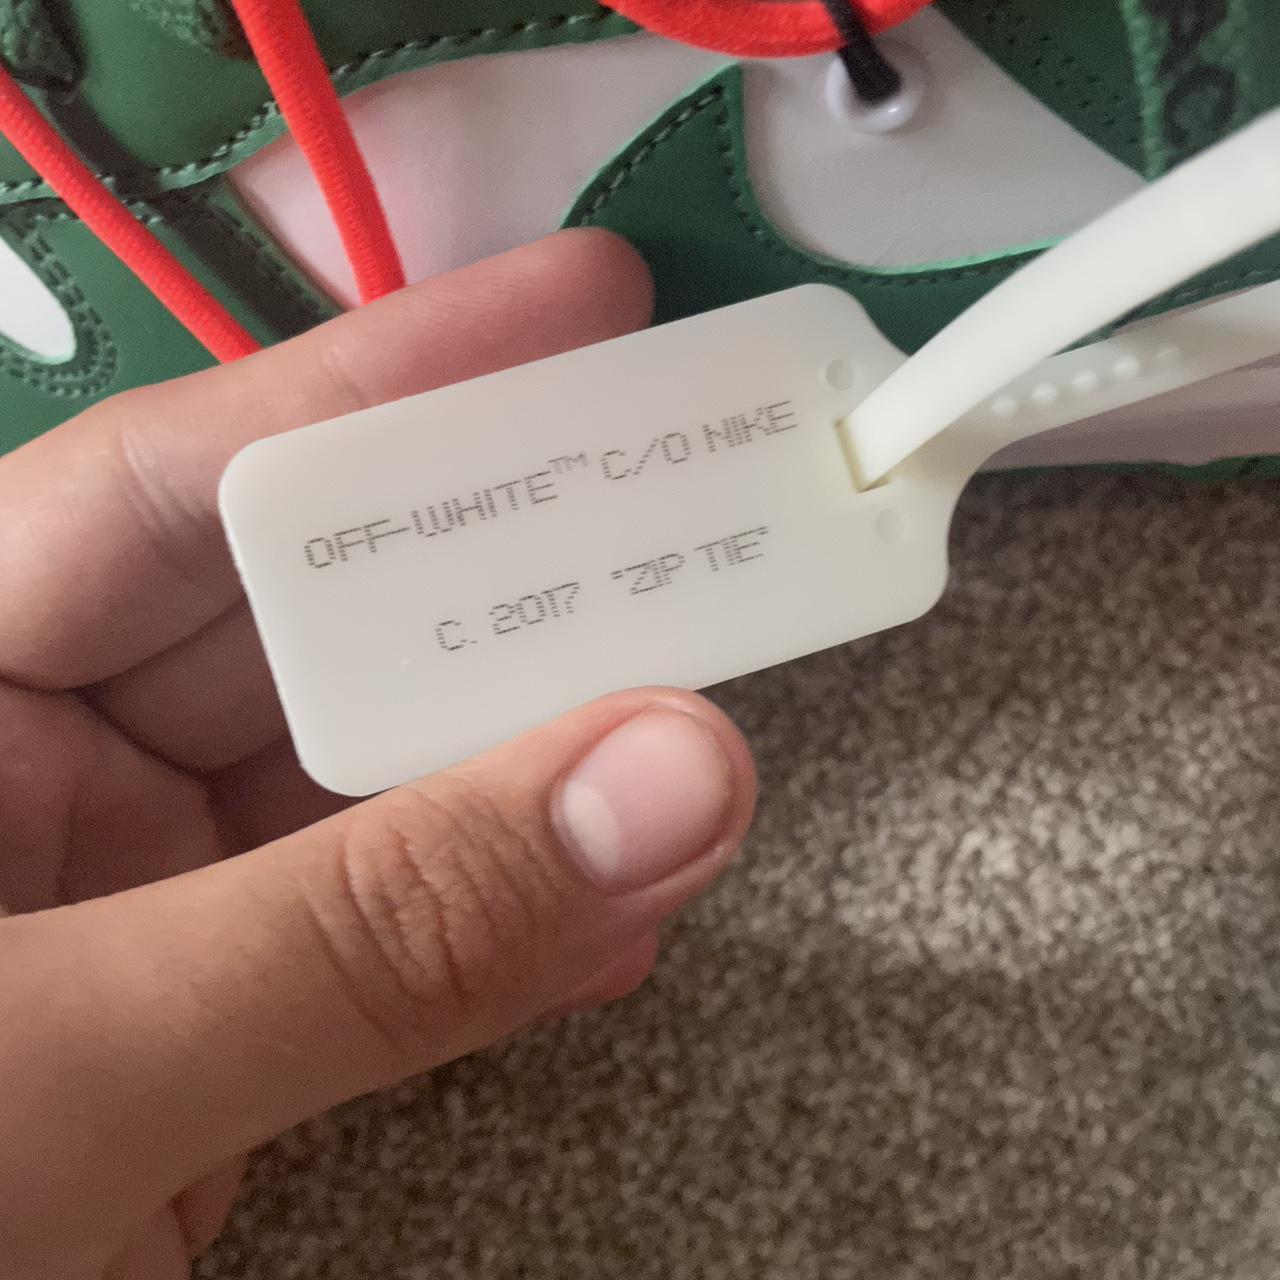 OFF-WHITE™ C/O NIKE
C. 2017 "ZIP TIE"